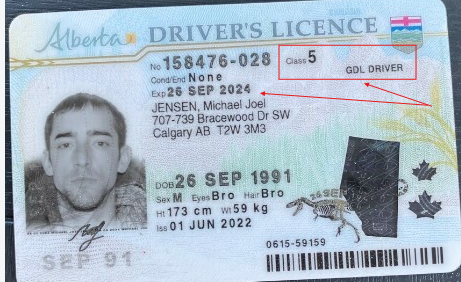 CANADA
Alberta DRIVER'S LICENCE
No 158476-028 Class 5
GDL DRIVER
Cond/End None
Exp 26 SEP 2024
JENSEN, Michael Joel
707-739 Bracewood Dr SW
Calgary AB T2W 3M3
DOB 26 SEP 1991
Sex M Eyes Bro Hair Bro
Ht 173 cm Wt 59 kg
Iss 01 JUN 2022
SEP 91
0615-59159